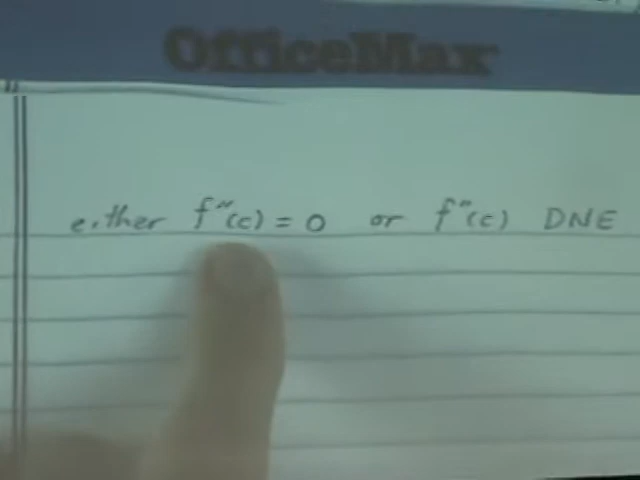 OfficeMax
either f"(c) = 0 or f"(c) DNE